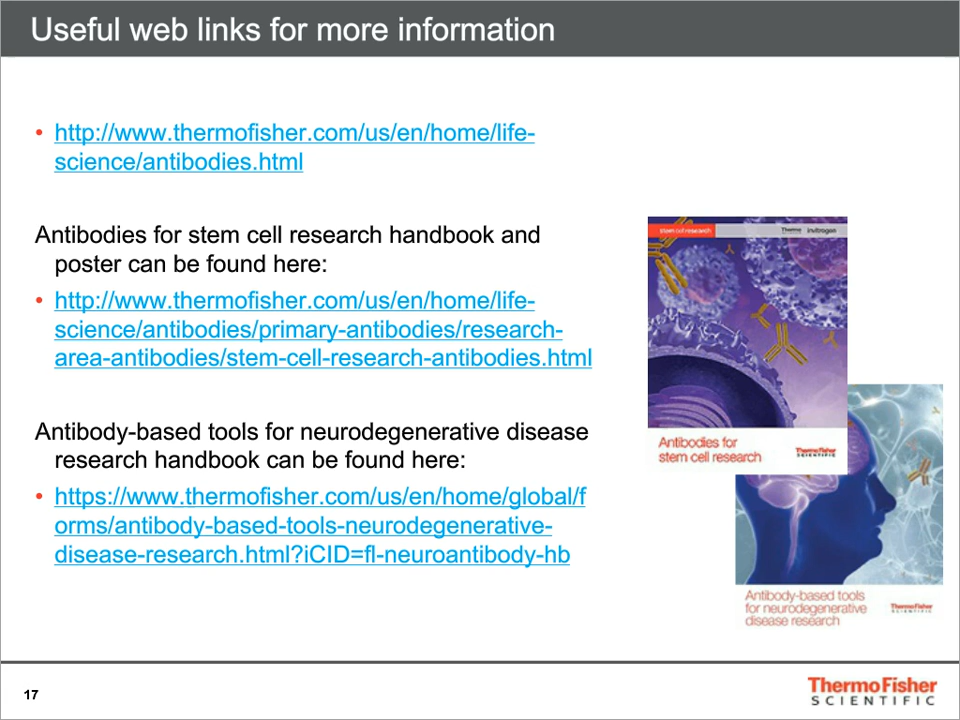 Useful web links for more information
• http://www.thermofisher.com/us/en/home/life-
science/antibodies.html
Antibodies for stem cell research handbook and
poster can be found here:
• http://www.thermofisher.com/us/en/home/life-
science/antibodies/primary-antibodies/research-
area-antibodies/stem-cell-research-antibodies.html
Antibody-based tools for neurodegenerative disease
research handbook can be found here:
• https://www.thermofisher.com/us/en/home/global/f
orms/antibody-based-tools-neurodegenerative-
disease-research.html?iCID=fl-neuroantibody-hb
stem cell research
Thermo invitrogen
Antibodies for
stem cell research
ThermoFisher
SCIENTIFIC
Antibody-based tools
for neurodegenerative
disease research
ThermoFisher
SCIENTIFIC
17
ThermoFisher
SCIENTIFIC